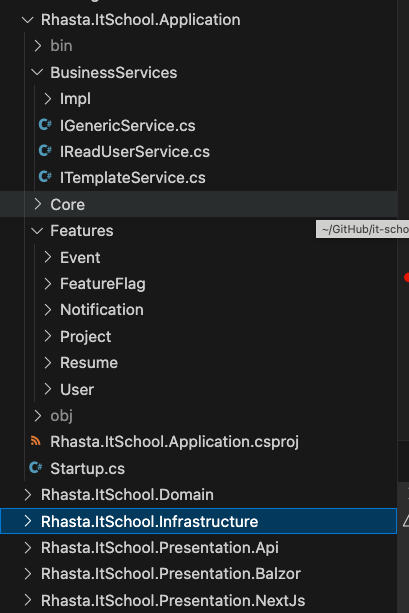 Rhasta.ItSchool.Application
bin
BusinessServices
Impl
C# IGenericService.cs
C# IReadUserService.cs
C# ITemplateService.cs
Core
~/GitHub/it-scho
Features
Event
FeatureFlag
Notification
Project
Resume
User
obj
Rhasta.ItSchool.Application.csproj
C# Startup.cs
Rhasta.ItSchool.Domain
Rhasta.ItSchool.Infrastructure
Rhasta.ItSchool.Presentation.Api
Rhasta.ItSchool.Presentation.Balzor
Rhasta.ItSchool.Presentation.NextJs